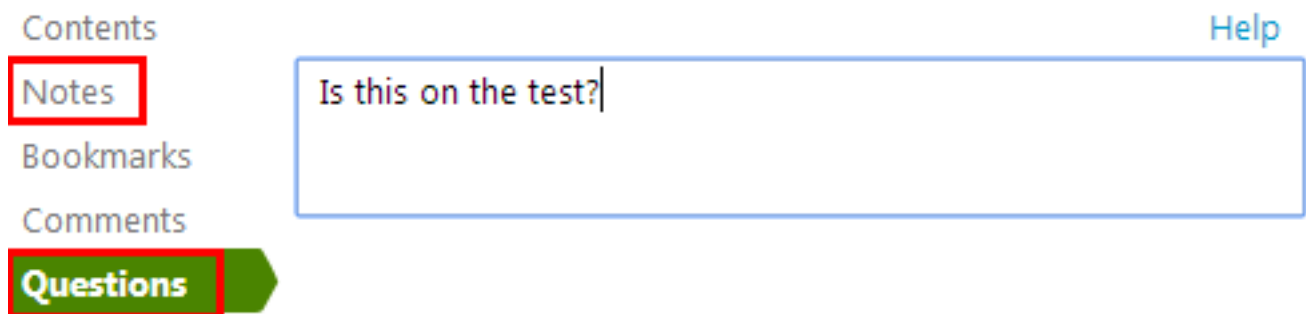 Contents
Help
Notes
Is this on the test?
Bookmarks
Comments
Questions